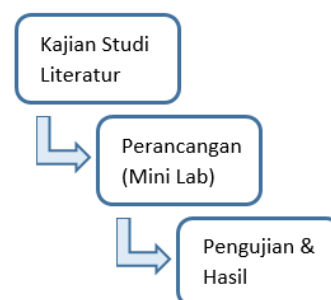 Kajian Studi
Literatur
Perancangan
(Mini Lab)
Pengujian &
Hasil